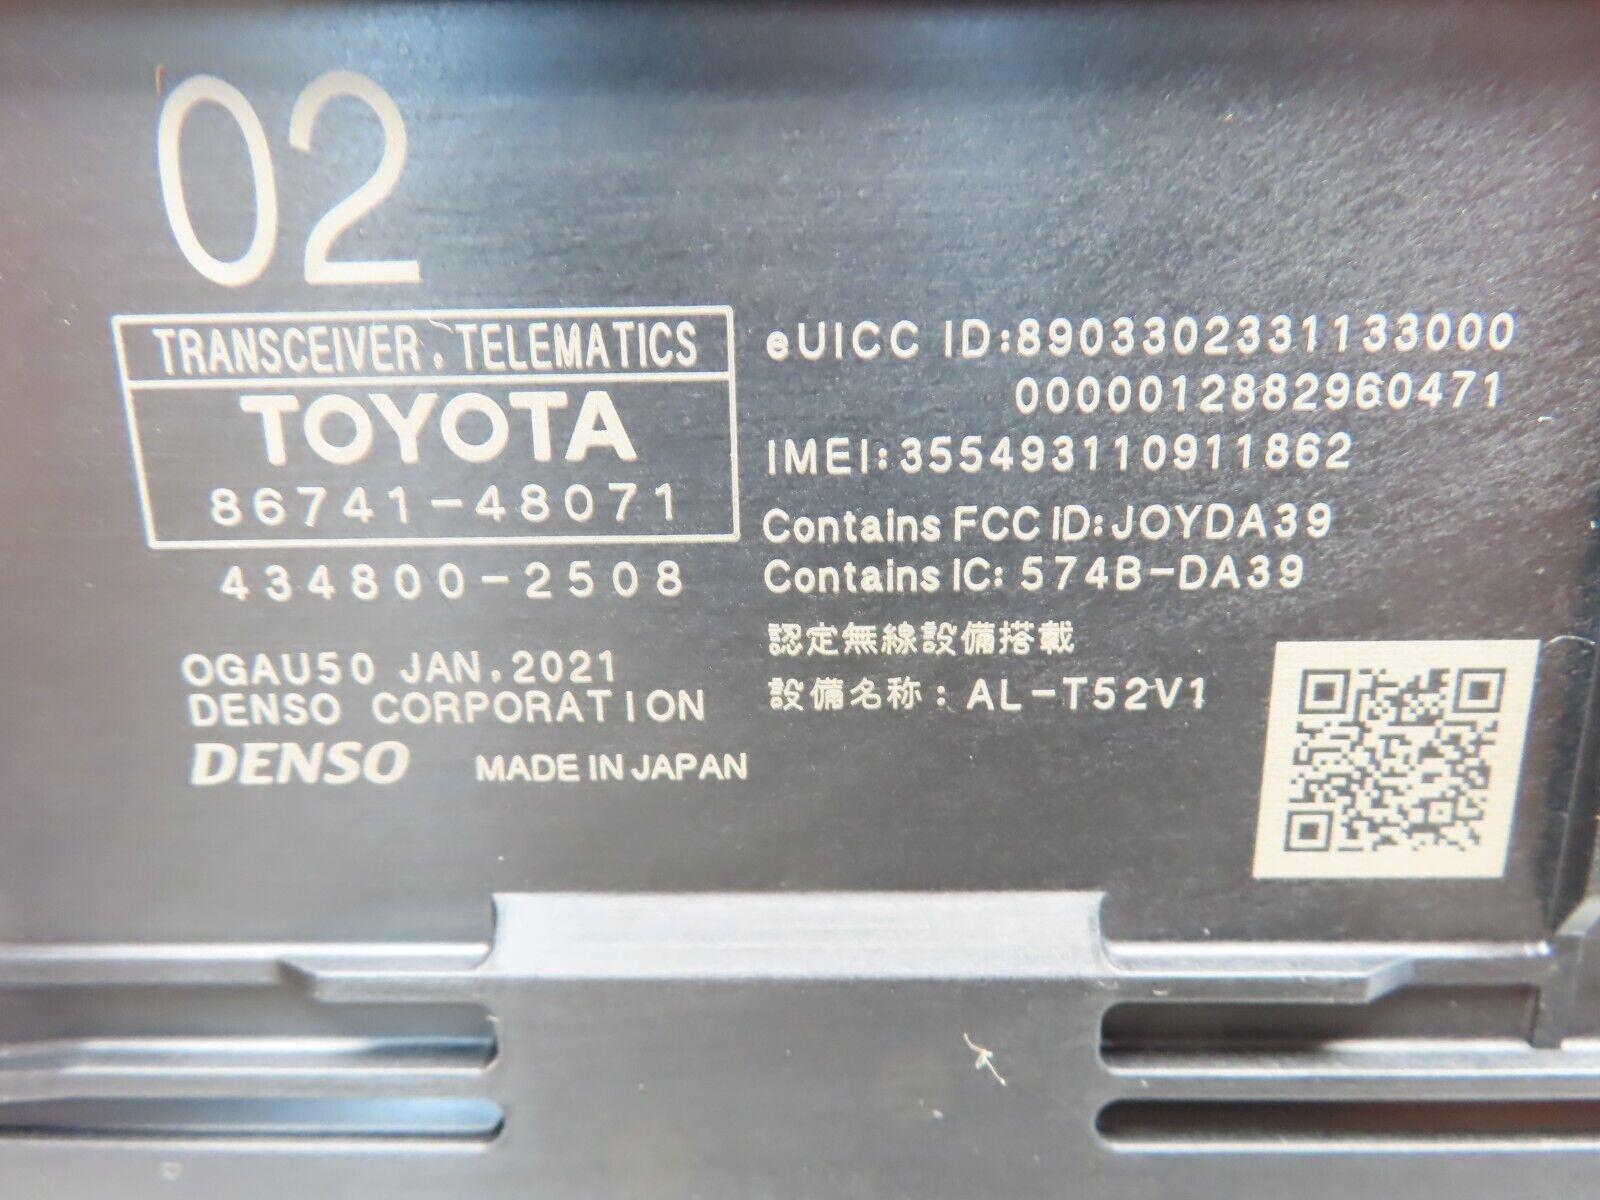 02
TRANSCEIVER, TELEMATICS
TOYOTA
86741-48071
434800-2508
OGAU50 JAN.2021
DENSO CORPORATION
DENSO MADE IN JAPAN
eUICC ID:8903302331133000
0000012882960471
IMEI:355493110911862
Contains FCC ID:JOYDA39
Contains IC: 574B-DA39
認定無線設備搭載
設備名称: AL-T52V1